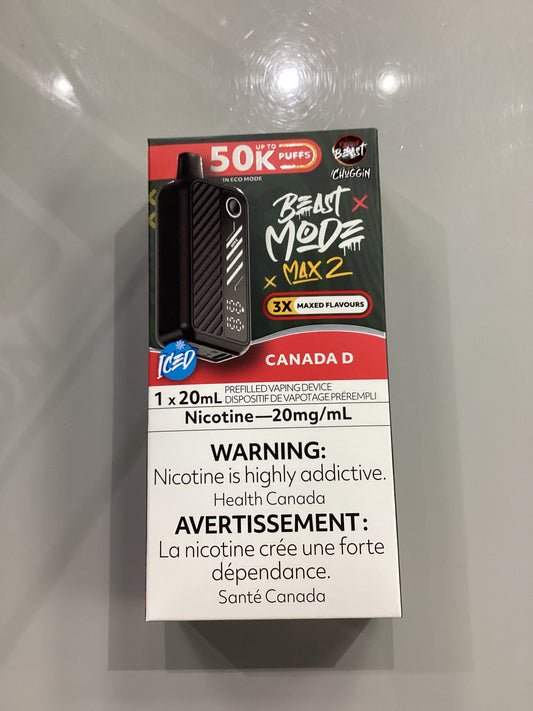 UP TO
50K PUFFS
IN ECO MODE
BEAST
CHUGGIN
BEAST
MODE
MAX 2
3X MAXED FLAVOURS
100
100
ICED
CANADA D
1 x 20mL PREFILLED VAPING DEVICE
DISPOSITIF DE VAPOTAGE PRÉREMPLI
Nicotine—20mg/mL
WARNING:
Nicotine is highly addictive.
Health Canada
AVERTISSEMENT:
La nicotine crée une forte
dépendance.
Santé Canada